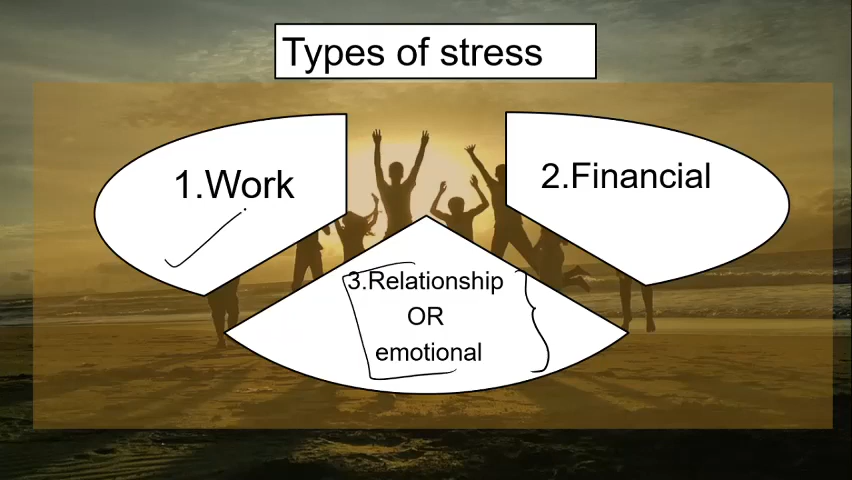 Types of stress
1.Work
2.Financial
3.Relationship
OR
emotional